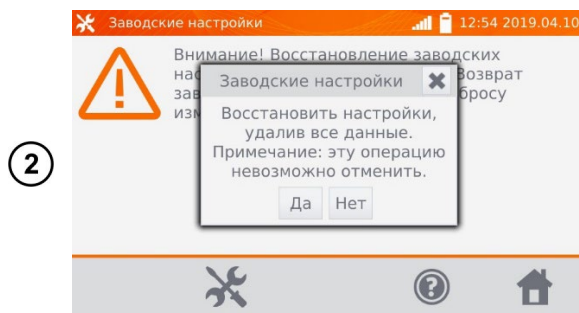 Заводские настройки 12:54 2019.04.10
Внимание! Восстановление заводских
Возврат
бросу
Заводские настройки
Восстановить настройки,
удалив все данные.
Примечание: эту операцию
невозможно отменить.
Да Нет
2